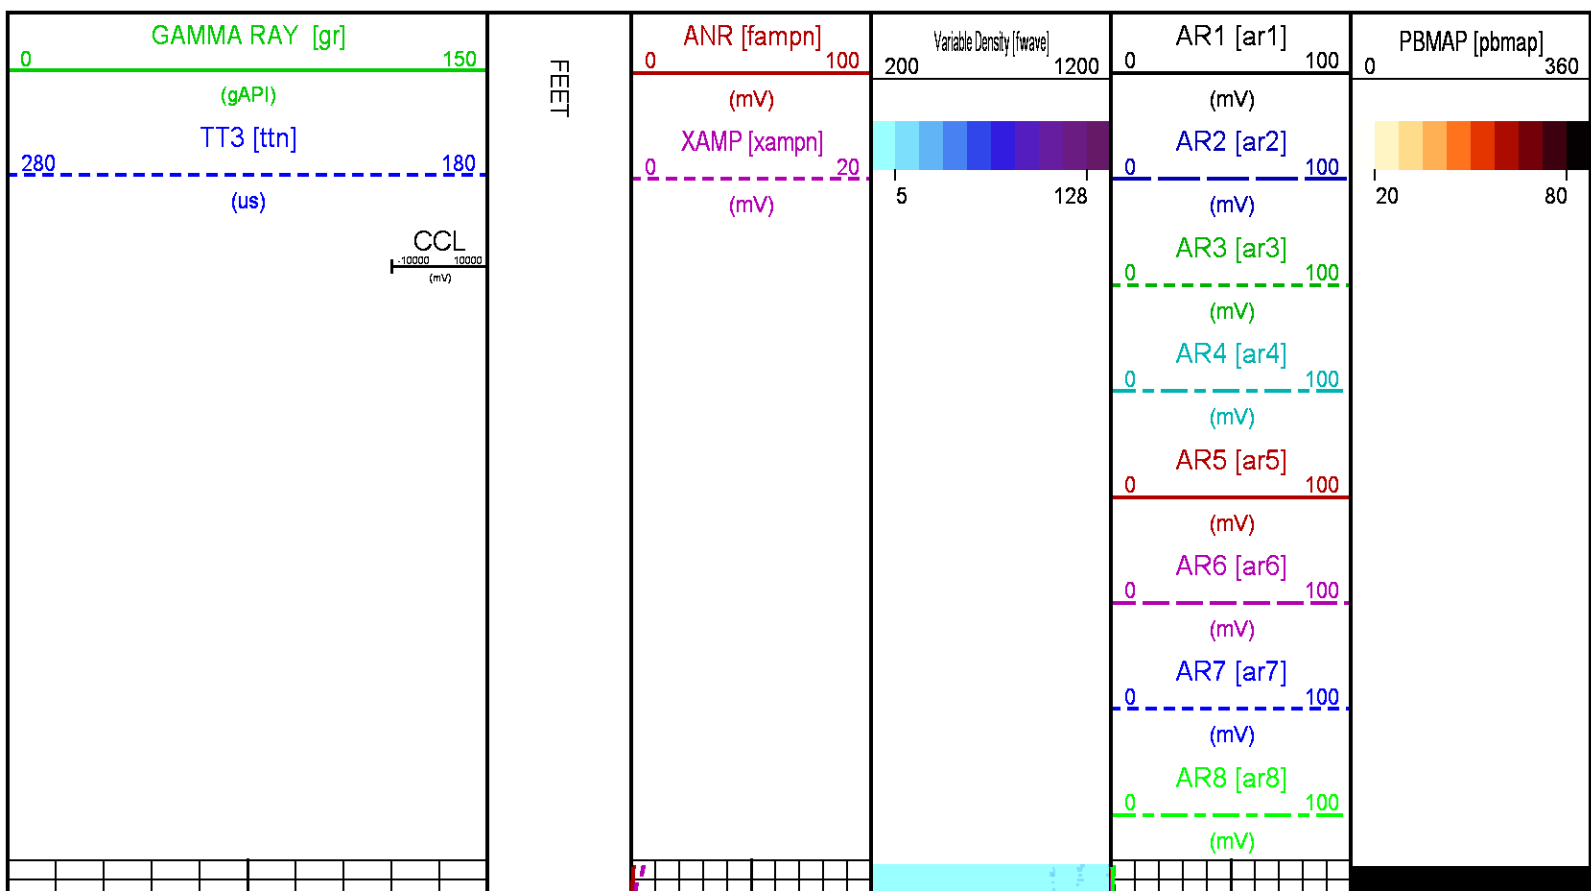 GAMMA RAY [gr]
0 150
(gAPI)
TT3 [ttn]
280 180
(us)
CCL
-10000 10000
(mV)
FEET
ANR [fampn]
0 100
(mV)
XAMP [xampn]
0 20
(mV)
Variable Density [fwave]
200 1200
5 128
AR1 [ar1]
0 100
(mV)
AR2 [ar2]
0 100
(mV)
AR3 [ar3]
0 100
(mV)
AR4 [ar4]
0 100
(mV)
AR5 [ar5]
0 100
(mV)
AR6 [ar6]
0 100
(mV)
AR7 [ar7]
0 100
(mV)
AR8 [ar8]
0 100
(mV)
PBMAP [pbmap]
0 360
20 80